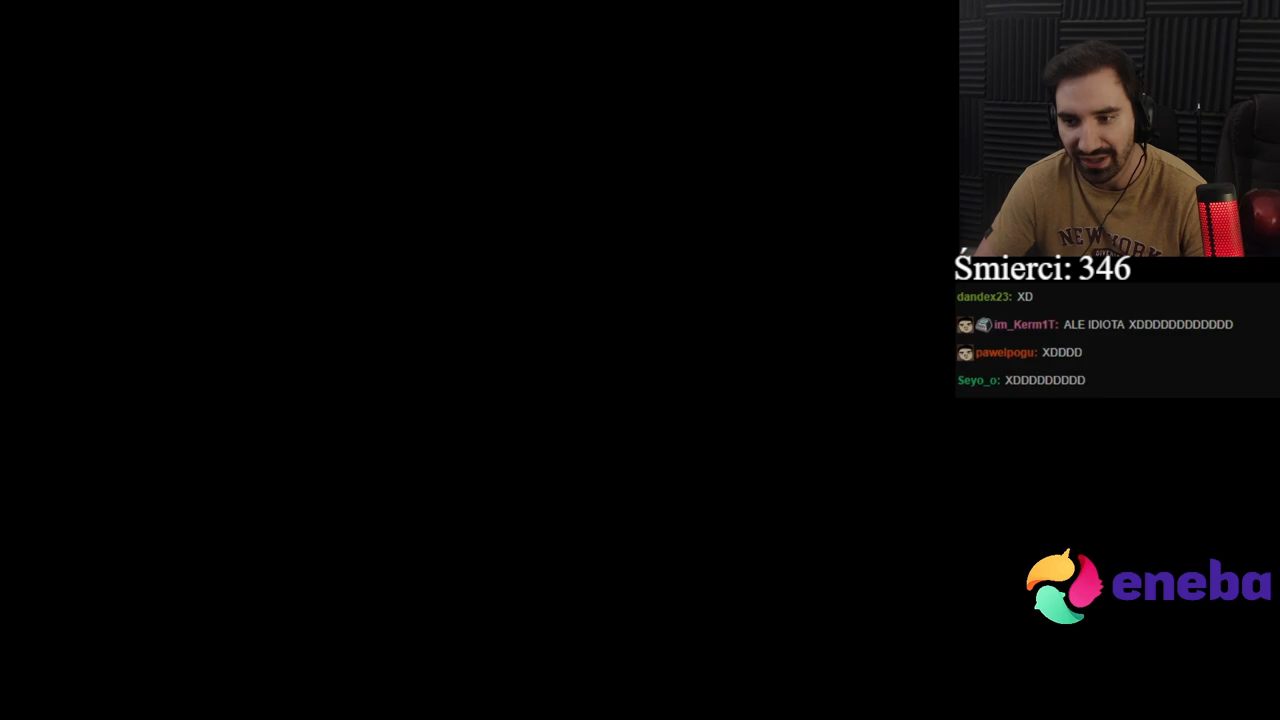 NEW YORK
Śmierci: 346
dandex23: XD
im_Kerm1T: ALE IDIOTA XDDDDDDDDDDDD
pawelpogu: XDDDD
Seyo_o: XDDDDDDDDD
eneba